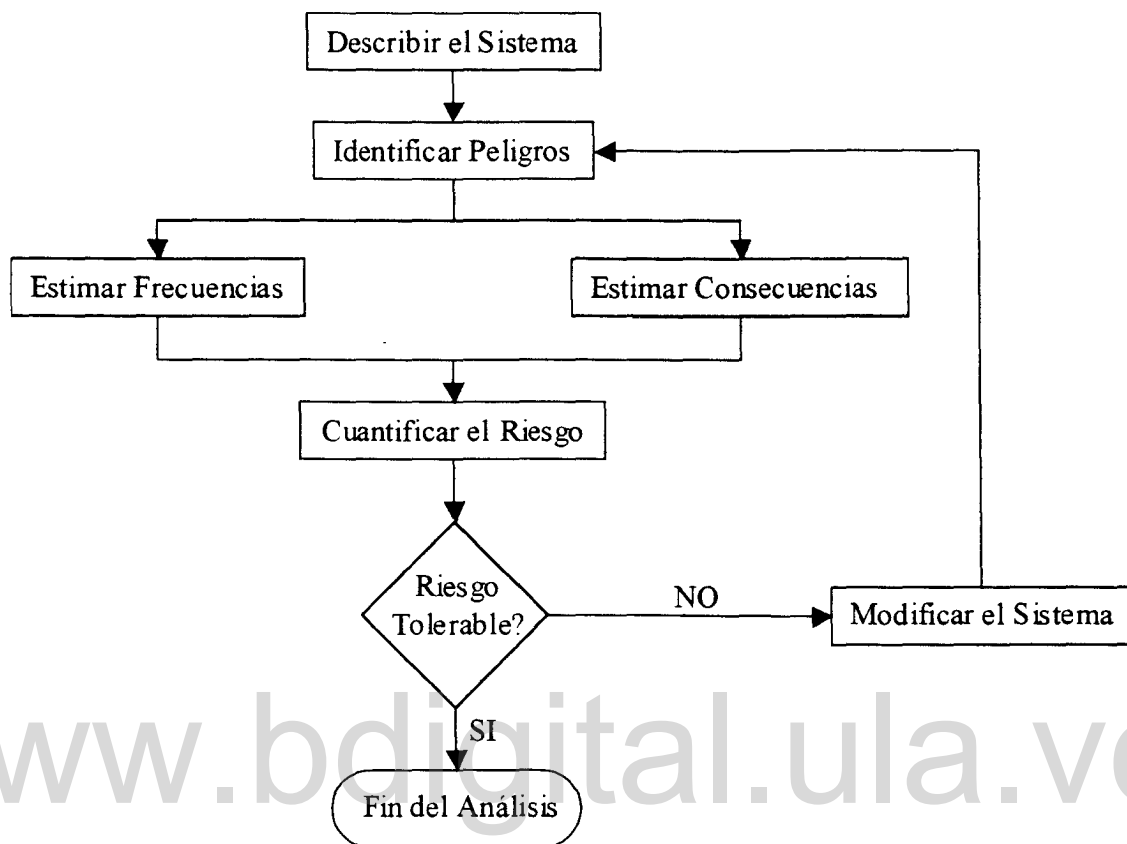 Describir el Sistema
Identificar Peligros
Estimar Frecuencias
Estimar Consecuencias
Cuantificar el Riesgo
Riesgo
Tolerable?
NO
Modificar el Sistema
SI
www.bdigital.ula.ve
Fin del Análisis